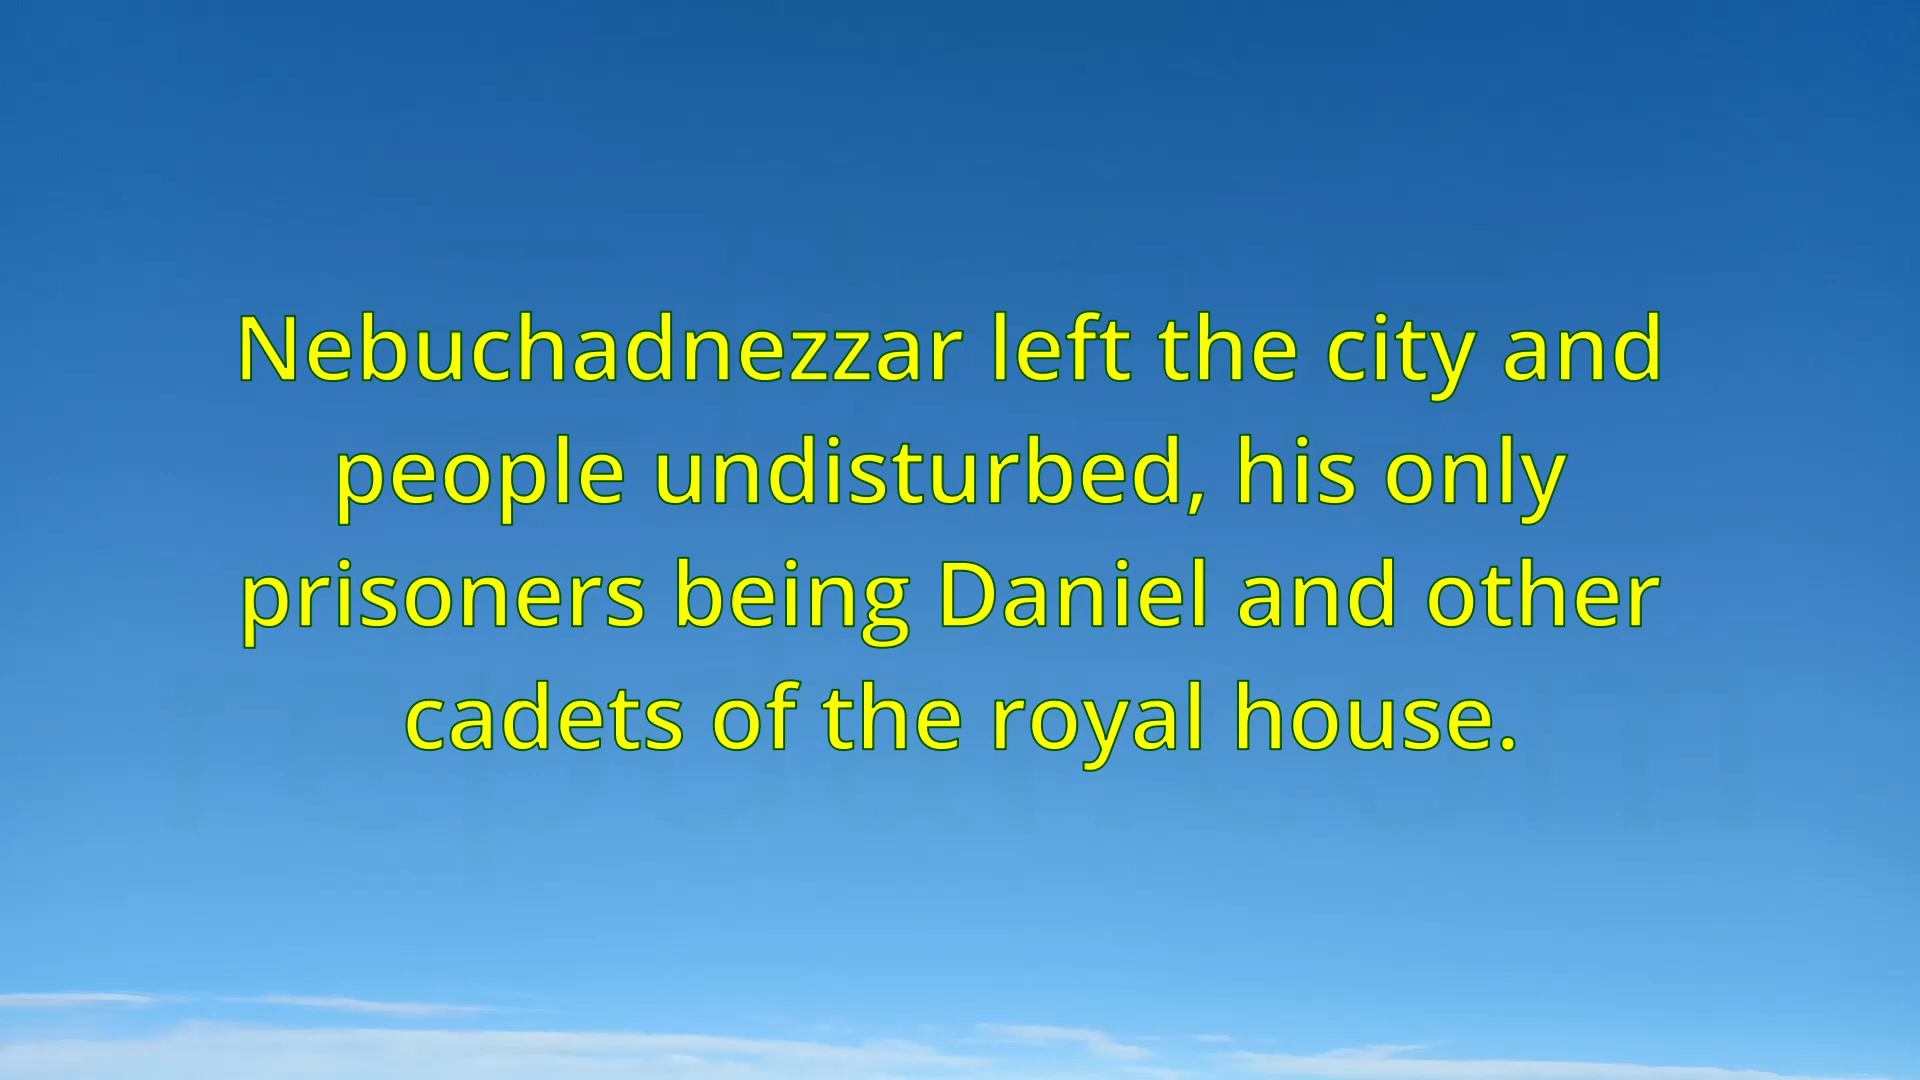 Nebuchadnezzar left the city and
people undisturbed, his only
prisoners being Daniel and other
cadets of the royal house.